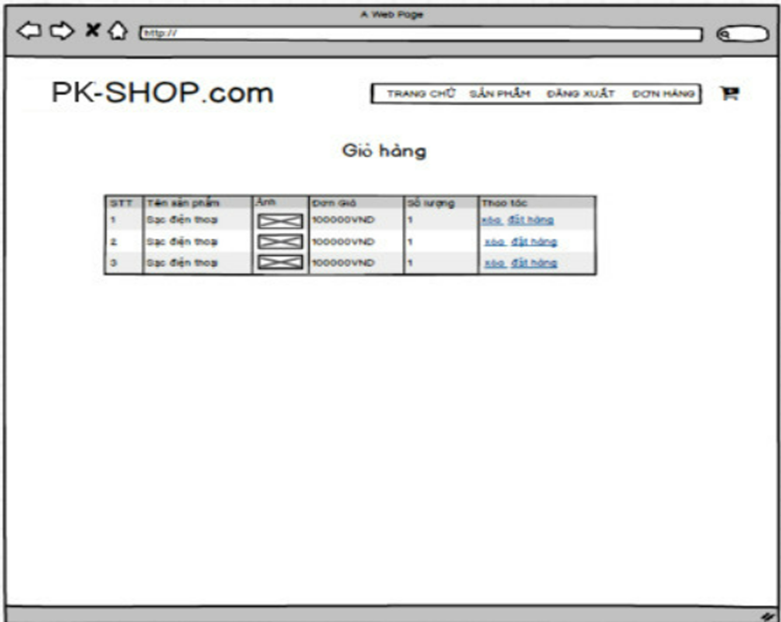 A Web Page
http://
PK-SHOP.com
TRANG CHỦ SẢN PHẨM ĐĂNG XUẤT ĐƠN HÀNG
Giỏ hàng
STT Tên sản phẩm Ảnh Đơn Giá Số lượng Thao tác
1 Sạc điện thoại 100000VND 1 xóa đặt hàng
2 Sạc điện thoại 100000VND 1 xóa đặt hàng
3 Sạc điện thoại 100000VND 1 xóa đặt hàng